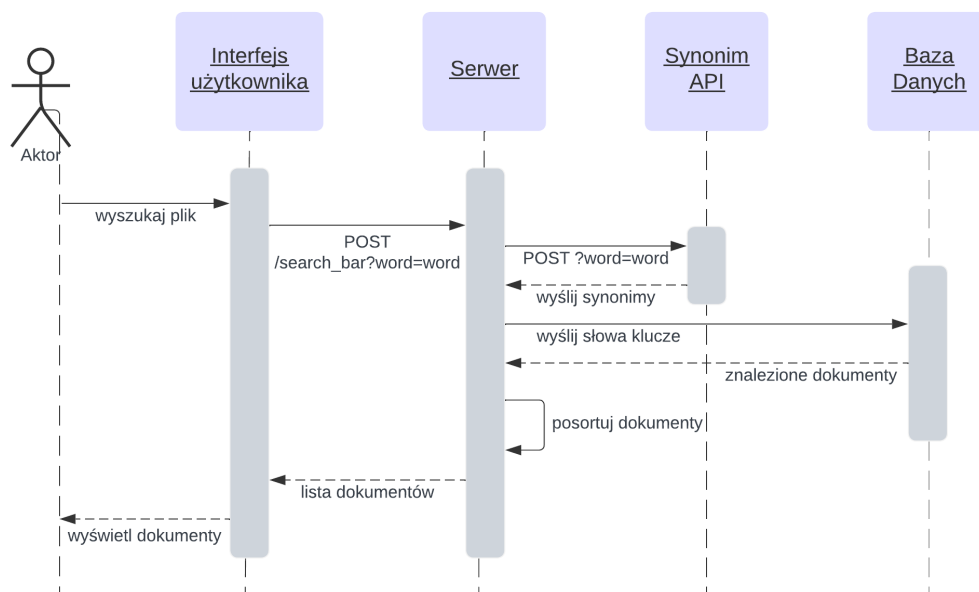 Interfejs
użytkownika
Serwer
Synonim
API
Baza
Danych
Aktor
wyszukaj plik
POST
/search_bar?word=word
POST ?word=word
wyślij synonimy
wyślij słowa klucze
znalezione dokumenty
posortuj dokumenty
lista dokumentów
wyświetl dokumenty